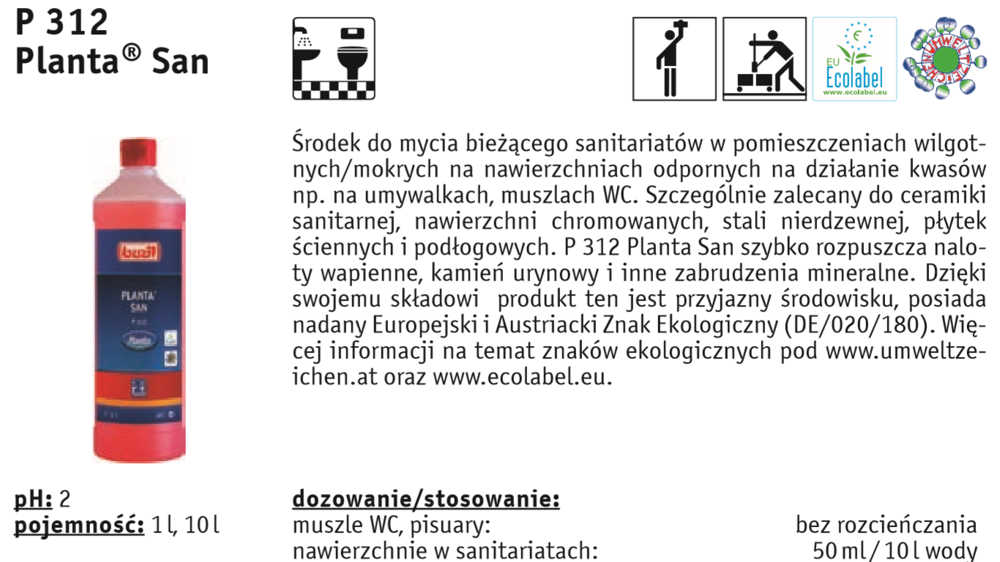 P 312
Planta® San
EU
Ecolabel
www.ecolabel.eu
UMWELTZEICHEN
Środek do mycia bieżącego sanitariatów w pomieszczeniach wilgot-
nych/mokrych na nawierzchniach odpornych na działanie kwasów
np. na umywalkach, muszlach WC. Szczególnie zalecany do ceramiki
sanitarnej, nawierzchni chromowanych, stali nierdzewnej, płytek
ściennych i podłogowych. P 312 Planta San szybko rozpuszcza nalo-
ty wapienne, kamień urynowy i inne zabrudzenia mineralne. Dzięki
swojemu składowi produkt ten jest przyjazny środowisku, posiada
nadany Europejski i Austriacki Znak Ekologiczny (DE/020/180). Wię-
cej informacji na temat znaków ekologicznych pod www.umweltze-
ichen.at oraz www.ecolabel.eu.
buzil
PLANTA®
SAN
Planta
pH: 2
pojemność: 1 l, 10 l
dozowanie/stosowanie:
muszle WC, pisuary: bez rozcieńczania
nawierzchnie w sanitariatach: 50 ml / 10 l wody